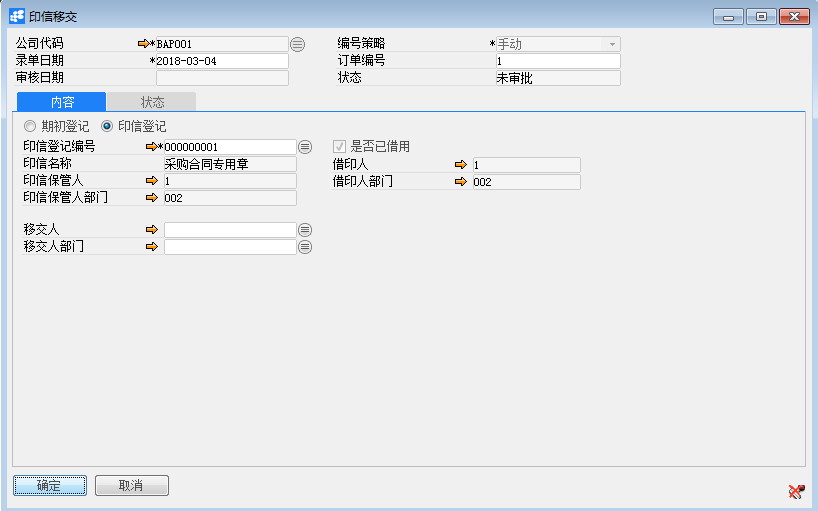 印信移交
公司代码 *BAP001 编号策略 *手动
录单日期 *2018-03-04 订单编号 1
审核日期 状态 未审批
内容 状态
期初登记 印信登记
印信登记编号 *000000001 是否已借用
印信名称 采购合同专用章 借印人 1
印信保管人 1 借印人部门 002
印信保管人部门 002
移交人
移交人部门
确定 取消